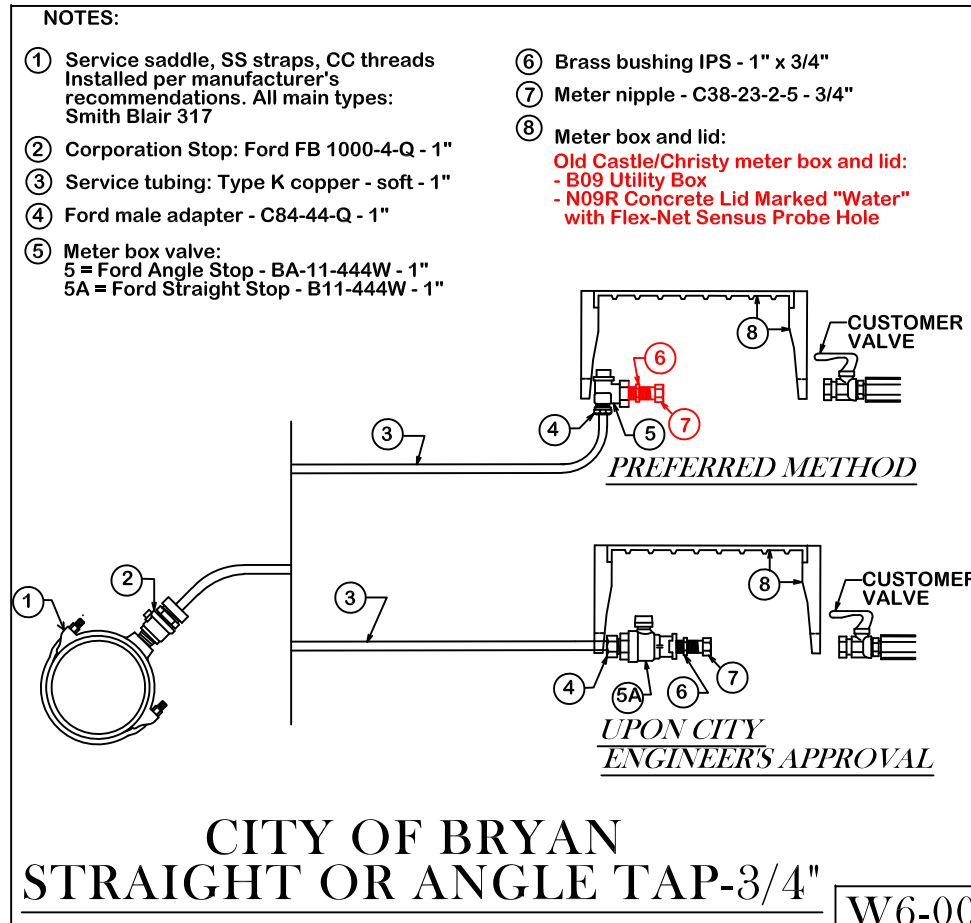 NOTES:
1 Service saddle, SS straps, CC threads
Installed per manufacturer's
recommendations. All main types:
Smith Blair 317
2 Corporation Stop: Ford FB 1000-4-Q - 1"
3 Service tubing: Type K copper - soft - 1"
4 Ford male adapter - C84-44-Q - 1"
5 Meter box valve:
5 = Ford Angle Stop - BA-11-444W - 1"
5A = Ford Straight Stop - B11-444W - 1"
6 Brass bushing IPS - 1" x 3/4"
7 Meter nipple - C38-23-2-5 - 3/4"
8 Meter box and lid:
Old Castle/Christy meter box and lid:
- B09 Utility Box
- N09R Concrete Lid Marked "Water"
with Flex-Net Sensus Probe Hole
8
CUSTOMER
VALVE
6
3
4
5
7
PREFERRED METHOD
2
1
3
8
CUSTOMER
VALVE
4
5A
6
7
UPON CITY
ENGINEER'S APPROVAL
CITY OF BRYAN
STRAIGHT OR ANGLE TAP-3/4"
W6-00